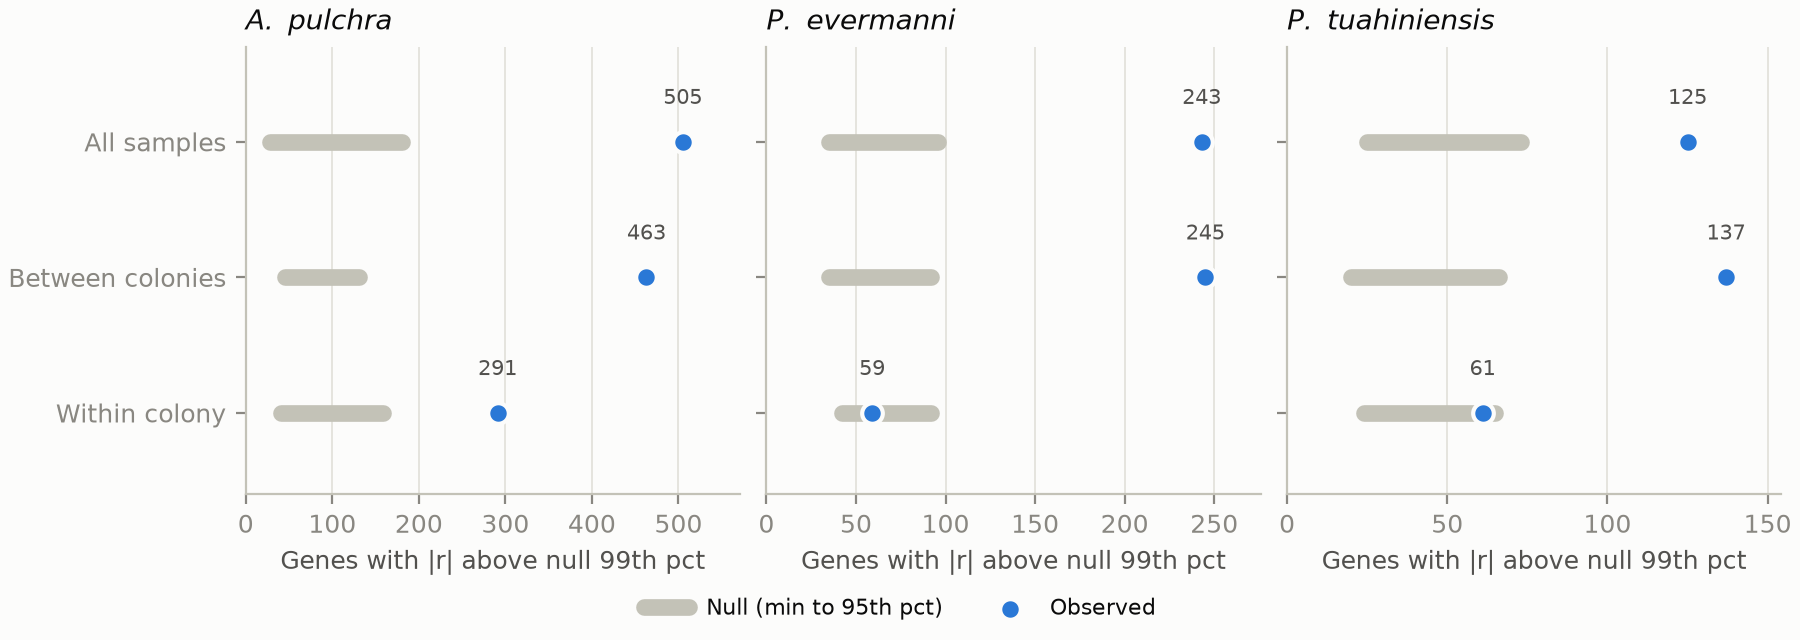 A. pulchra
P. evermanni
P. tuahiniensis
All samples
505
243
125
Between colonies
463
245
137
Within colony
291
59
61
0 100 200 300 400 500
0 50 100 150 200 250
0 50 100 150
Genes with |r| above null 99th pct
Genes with |r| above null 99th pct
Genes with |r| above null 99th pct
Null (min to 95th pct)
Observed